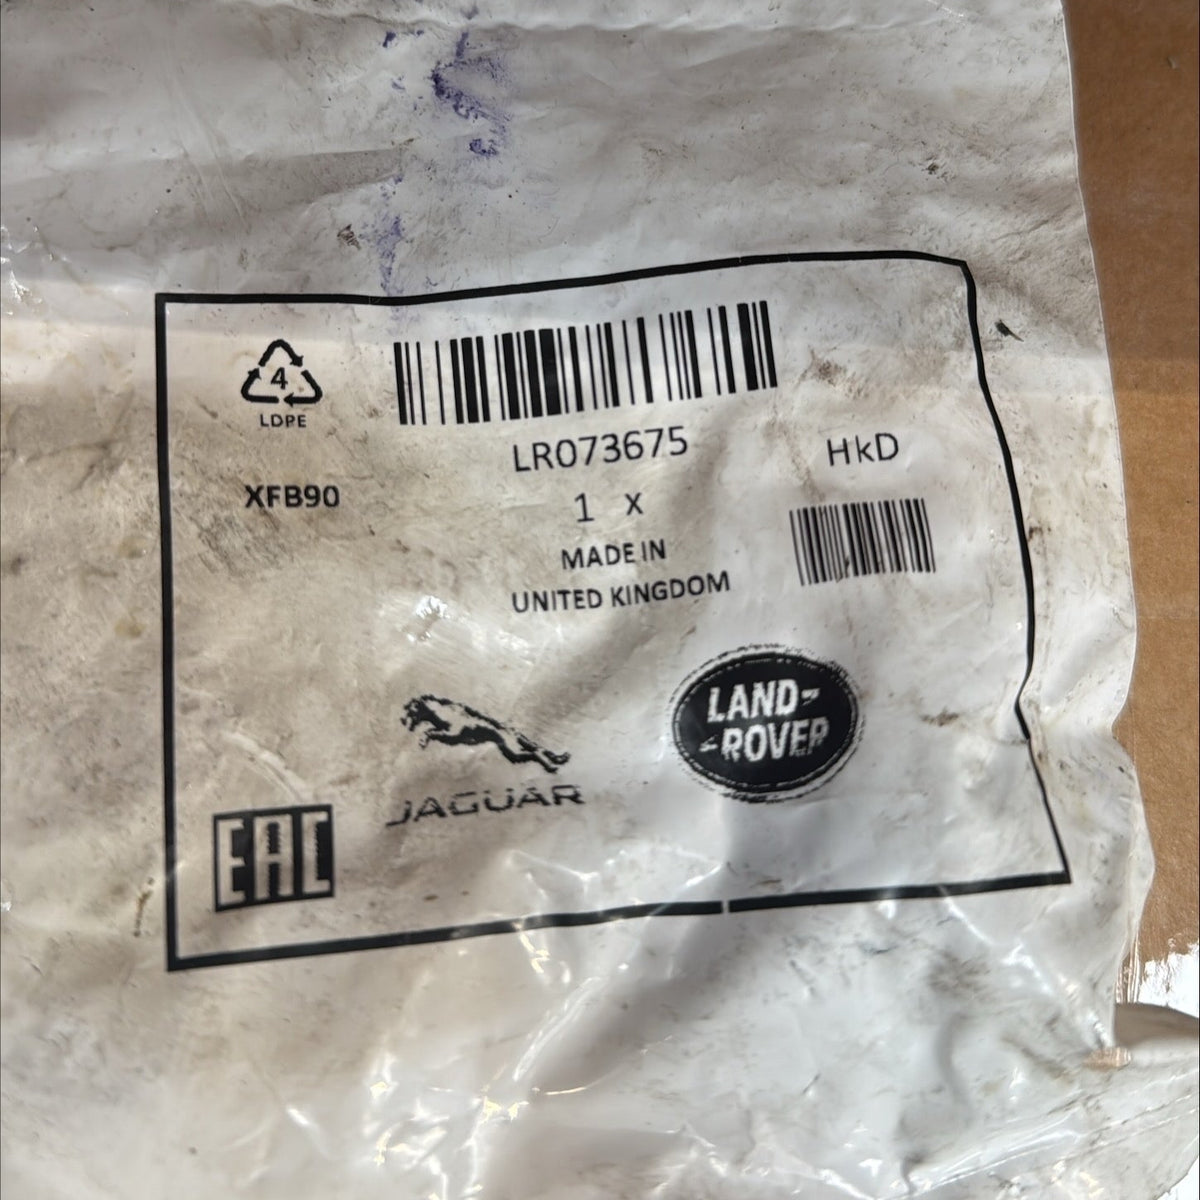 4
LDPE
LR073675
HkD
XFB90
1 x
MADE IN
UNITED KINGDOM
LAND-
-ROVER
JAGUAR
EAC